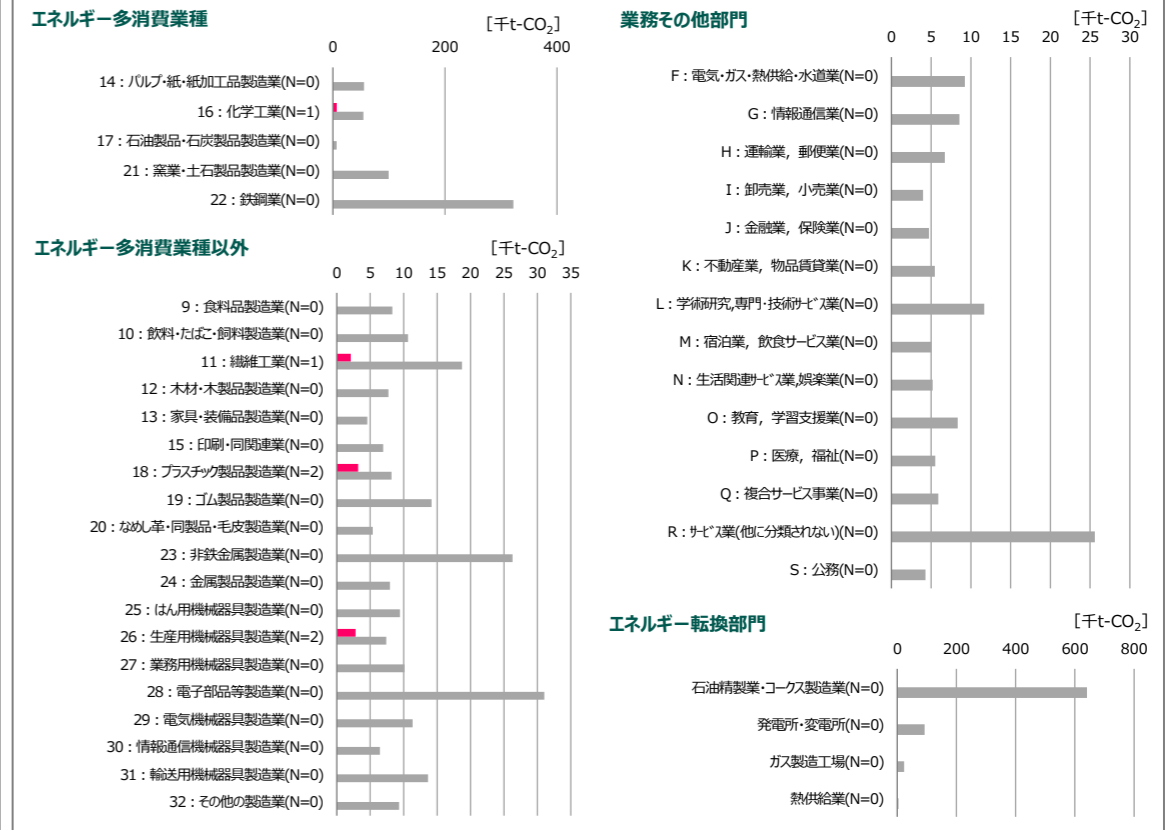 エネルギー多消費業種
[千t-CO2]
0 200 400
14：パルプ・紙・紙加工品製造業(N=0)
16：化学工業(N=1)
17：石油製品・石炭製品製造業(N=0)
21：窯業・土石製品製造業(N=0)
22：鉄鋼業(N=0)
エネルギー多消費業種以外
[千t-CO2]
0 5 10 15 20 25 30 35
9：食料品製造業(N=0)
10：飲料・たばこ・飼料製造業(N=0)
11：繊維工業(N=1)
12：木材・木製品製造業(N=0)
13：家具・装備品製造業(N=0)
15：印刷・同関連業(N=0)
18：プラスチック製品製造業(N=2)
19：ゴム製品製造業(N=0)
20：なめし革・同製品・毛皮製造業(N=0)
23：非鉄金属製造業(N=0)
24：金属製品製造業(N=0)
25：はん用機械器具製造業(N=0)
26：生産用機械器具製造業(N=2)
27：業務用機械器具製造業(N=0)
28：電子部品等製造業(N=0)
29：電気機械器具製造業(N=0)
30：情報通信機械器具製造業(N=0)
31：輸送用機械器具製造業(N=0)
32：その他の製造業(N=0)
業務その他部門
[千t-CO2]
0 5 10 15 20 25 30
F：電気・ガス・熱供給・水道業(N=0)
G：情報通信業(N=0)
H：運輸業，郵便業(N=0)
I：卸売業，小売業(N=0)
J：金融業，保険業(N=0)
K：不動産業，物品賃貸業(N=0)
L：学術研究,専門・技術サービス業(N=0)
M：宿泊業，飲食サービス業(N=0)
N：生活関連サービス業,娯楽業(N=0)
O：教育，学習支援業(N=0)
P：医療，福祉(N=0)
Q：複合サービス事業(N=0)
R：サービス業(他に分類されない)(N=0)
S：公務(N=0)
エネルギー転換部門
[千t-CO2]
0 200 400 600 800
石油精製業・コークス製造業(N=0)
発電所・変電所(N=0)
ガス製造工場(N=0)
熱供給業(N=0)